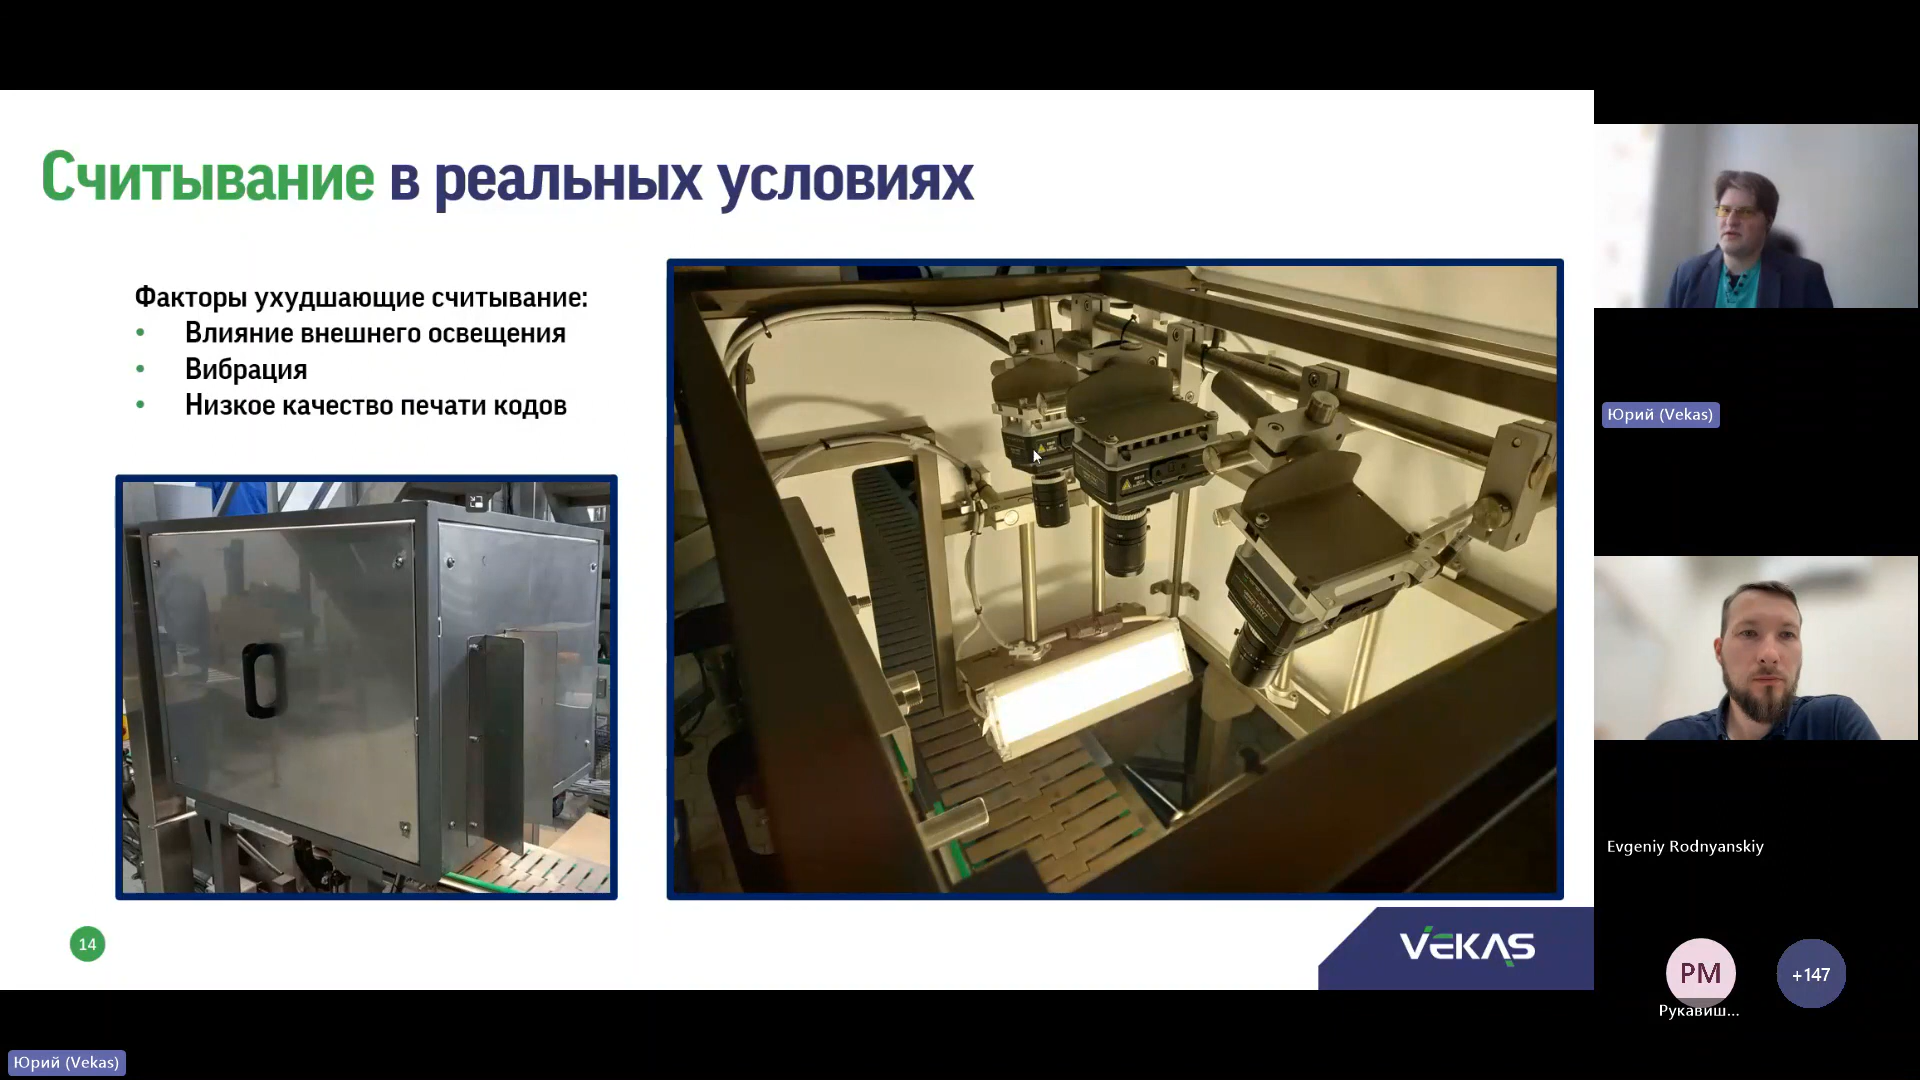 Считывание в реальных условиях
Факторы ухудшающие считывание:
• Влияние внешнего освещения
• Вибрация
• Низкое качество печати кодов
14
VEKAS
Юрий (Vekas)
Evgeniy Rodnyanskiy
PM
+147
Рукавиш...
Юрий (Vekas)